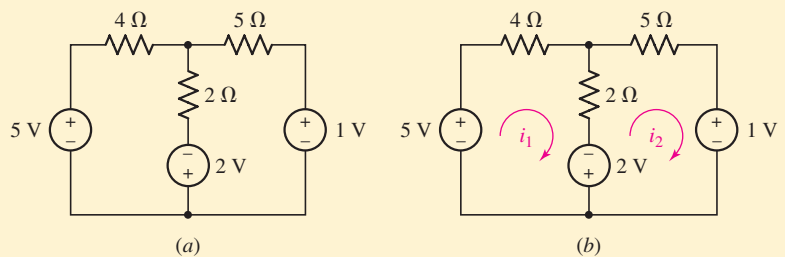 4 Ω 5 Ω 4 Ω 5 Ω
2 Ω 2 Ω
5 V + − 1 V + − 5 V + − i1 i2 + − 1 V
− + 2 V − + 2 V
(a) (b)